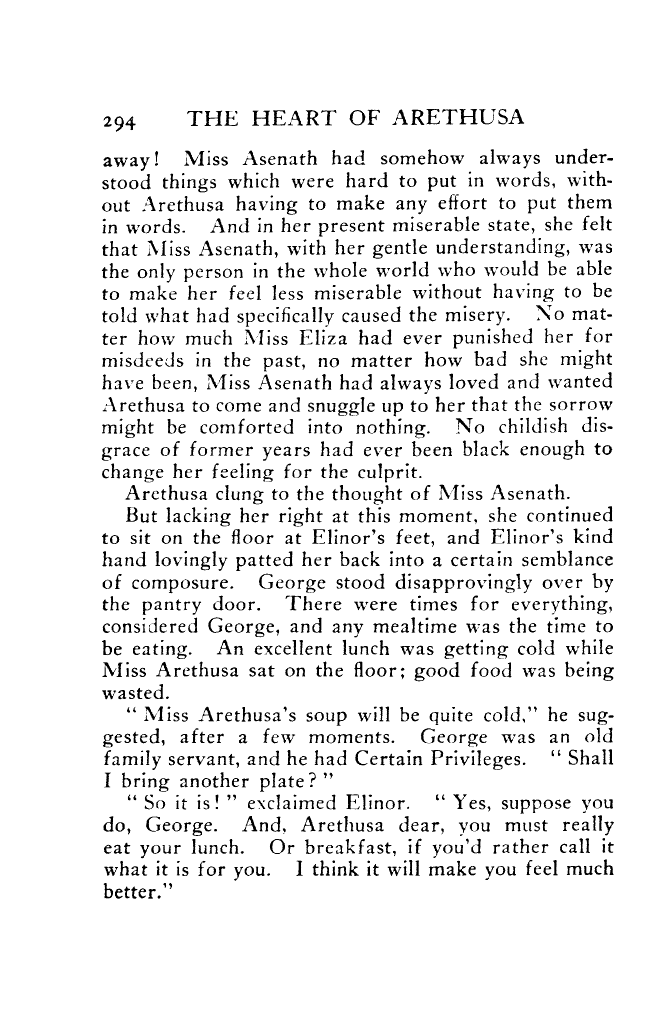 294 THE HEART OF ARETHUSA
away! Miss Asenath had somehow always under-
stood things which were hard to put in words, with-
out Arethusa having to make any effort to put them
in words. And in her present miserable state, she felt
that Miss Asenath, with her gentle understanding, was
the only person in the whole world who would be able
to make her feel less miserable without having to be
told what had specifically caused the misery. No mat-
ter how much Miss Eliza had ever punished her for
misdeeds in the past, no matter how bad she might
have been, Miss Asenath had always loved and wanted
Arethusa to come and snuggle up to her that the sorrow
might be comforted into nothing. No childish dis-
grace of former years had ever been black enough to
change her feeling for the culprit.
Arethusa clung to the thought of Miss Asenath.
But lacking her right at this moment, she continued
to sit on the floor at Elinor's feet, and Elinor's kind
hand lovingly patted her back into a certain semblance
of composure. George stood disapprovingly over by
the pantry door. There were times for everything,
considered George, and any mealtime was the time to
be eating. An excellent lunch was getting cold while
Miss Arethusa sat on the floor; good food was being
wasted.
" Miss Arethusa's soup will be quite cold," he sug-
gested, after a few moments. George was an old
family servant, and he had Certain Privileges. " Shall
I bring another plate? "
" So it is! " exclaimed Elinor. " Yes, suppose you
do, George. And, Arethusa dear, you must really
eat your lunch. Or breakfast, if you'd rather call it
what it is for you. I think it will make you feel much
better."